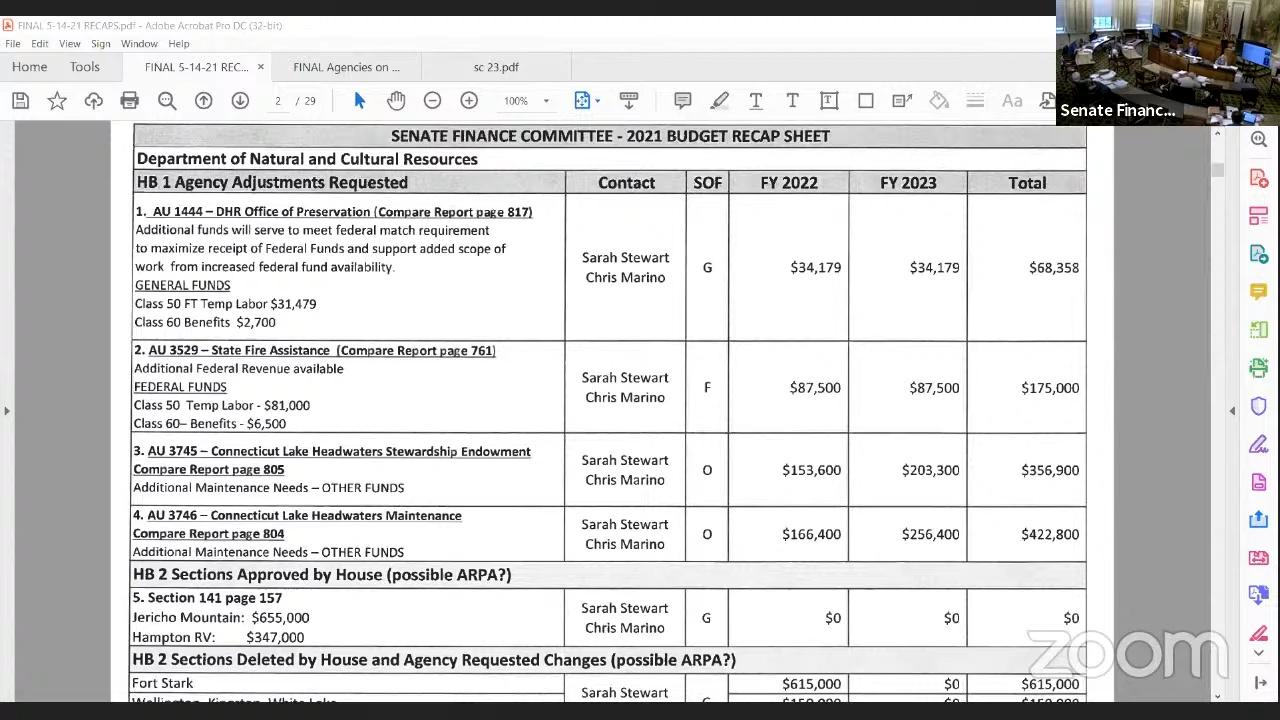 FINAL 5-14-21 RECAPS.pdf - Adobe Acrobat Pro DC (32-bit)
File Edit View Sign Window Help
Home Tools FINAL 5-14-21 REC... × FINAL Agencies on ... sc 23.pdf
/ 29 100%
Senate Financ...
SENATE FINANCE COMMITTEE - 2021 BUDGET RECAP SHEET
Department of Natural and Cultural Resources
HB 1 Agency Adjustments Requested Contact SOF FY 2022 FY 2023 Total
1. AU 1444 – DHR Office of Preservation (Compare Report page 817)
Additional funds will serve to meet federal match requirement
to maximize receipt of Federal Funds and support added scope of
work from increased federal fund availability.
GENERAL FUNDS
Class 50 FT Temp Labor $31,479
Class 60 Benefits $2,700
Sarah Stewart
Chris Marino
G $34,179 $34,179 $68,358
2. AU 3529 – State Fire Assistance (Compare Report page 761)
Additional Federal Revenue available
FEDERAL FUNDS
Class 50 Temp Labor - $81,000
Class 60– Benefits - $6,500
Sarah Stewart
Chris Marino
F $87,500 $87,500 $175,000
3. AU 3745 – Connecticut Lake Headwaters Stewardship Endowment
Compare Report page 805
Additional Maintenance Needs – OTHER FUNDS
Sarah Stewart
Chris Marino
O $153,600 $203,300 $356,900
4. AU 3746 – Connecticut Lake Headwaters Maintenance
Compare Report page 804
Additional Maintenance Needs – OTHER FUNDS
Sarah Stewart
Chris Marino
O $166,400 $256,400 $422,800
HB 2 Sections Approved by House (possible ARPA?)
5. Section 141 page 157
Jericho Mountain: $655,000
Hampton RV: $347,000
Sarah Stewart
Chris Marino
G $0 $0 $0
HB 2 Sections Deleted by House and Agency Requested Changes (possible ARPA?)
Fort Stark $615,000 $0 $615,000
Sarah Stewart
zoom